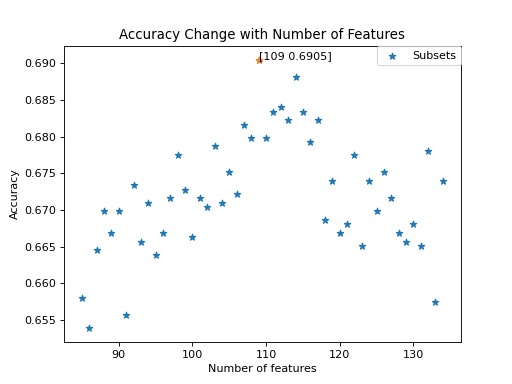 Accuracy Change with Number of Features
[109 0.6905]
Subsets
0.690
0.685
0.680
0.675
0.670
0.665
0.660
0.655
Accuracy
90 100 110 120 130
Number of features